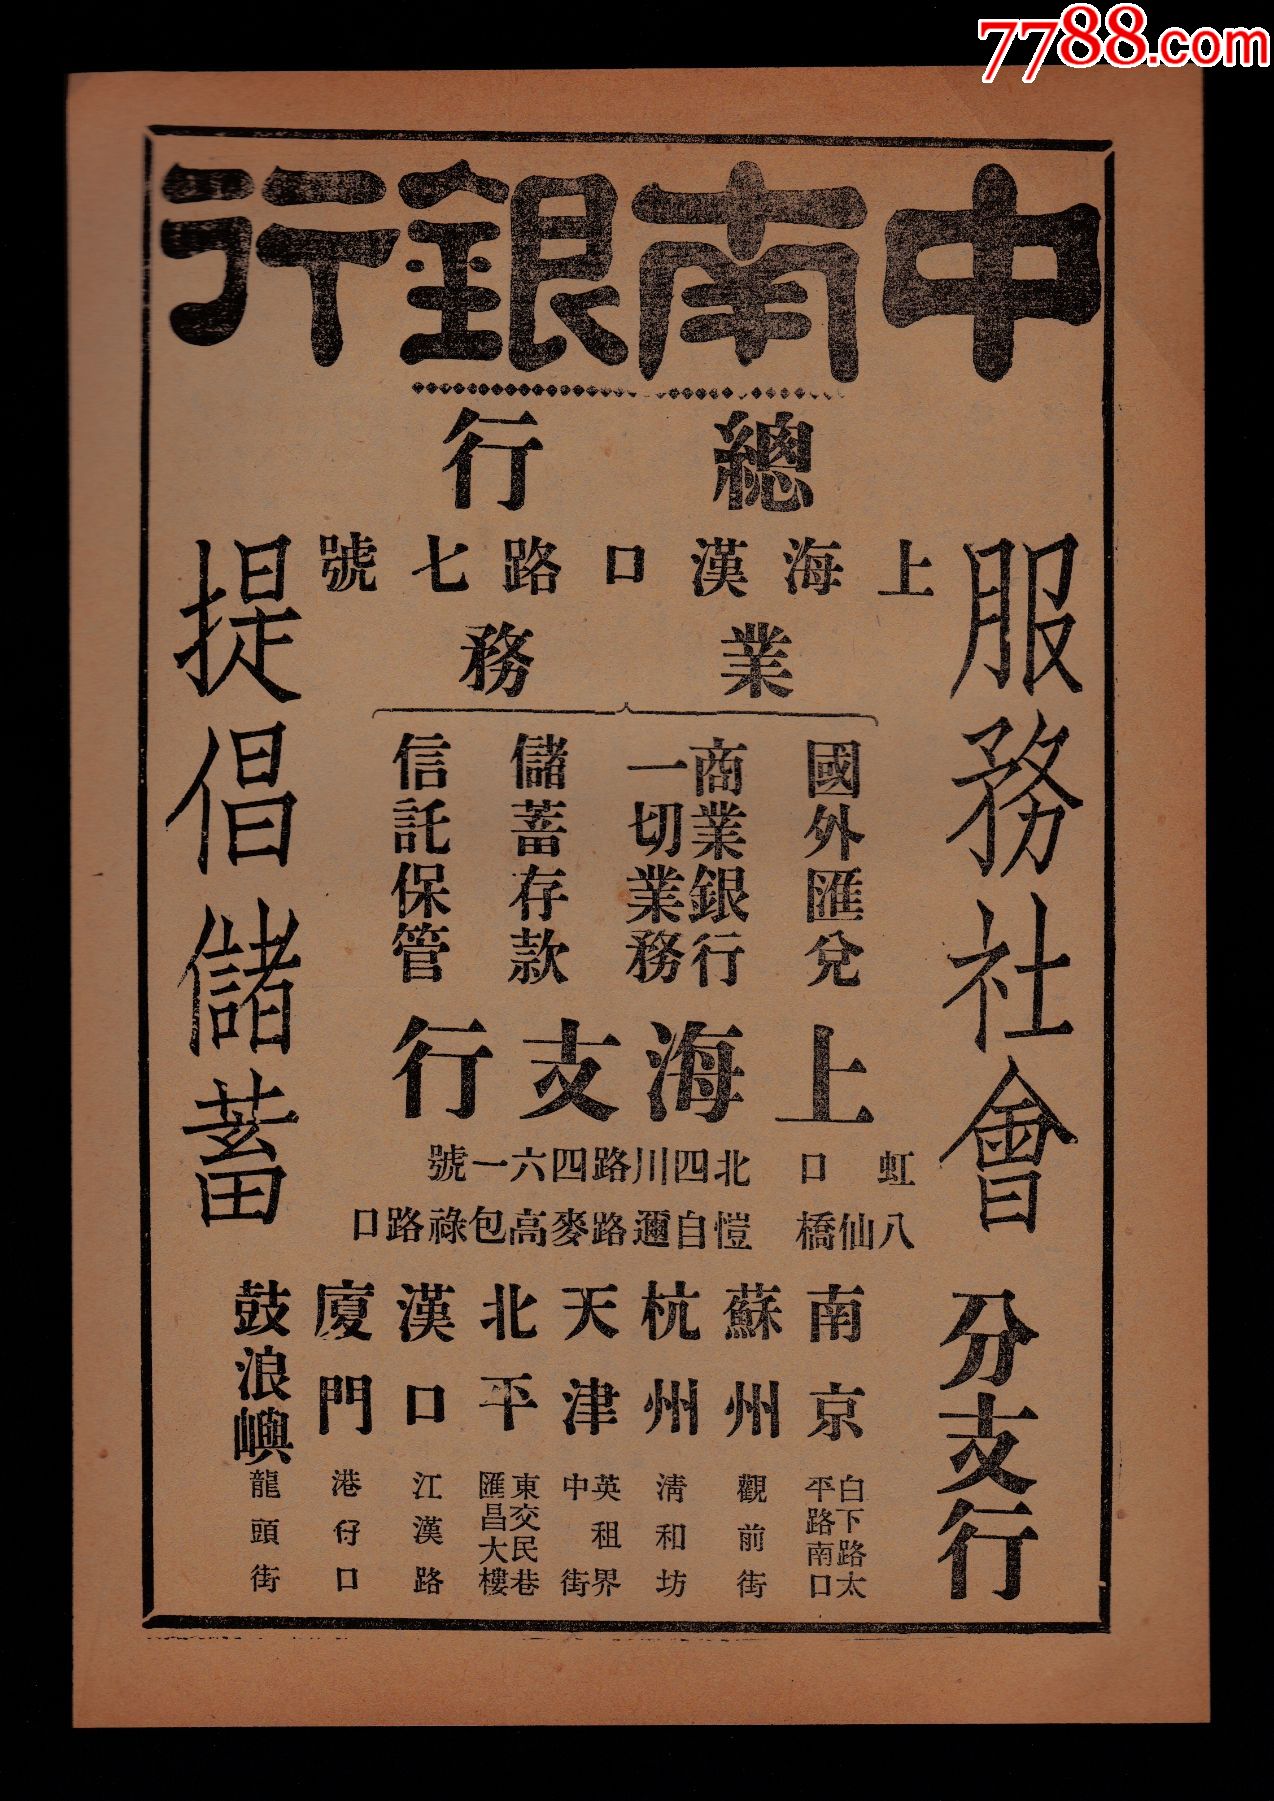 7788.com
中南銀行
總行
上海漢口路七號
服務社會
業務
國外匯兌
商業銀行
一切業務
儲蓄存款
信託保管
提倡儲蓄
上海支行
虹口 北四川路四六一號
八仙橋 愷自邇路麥高包祿路口
分支行
南京 白下路太平路南口
蘇州 觀前街
杭州 清和坊
天津 英租界中街
北平 東交民巷匯昌大樓
漢口 江漢路
廈門 港仔口
鼓浪嶼 龍頭街